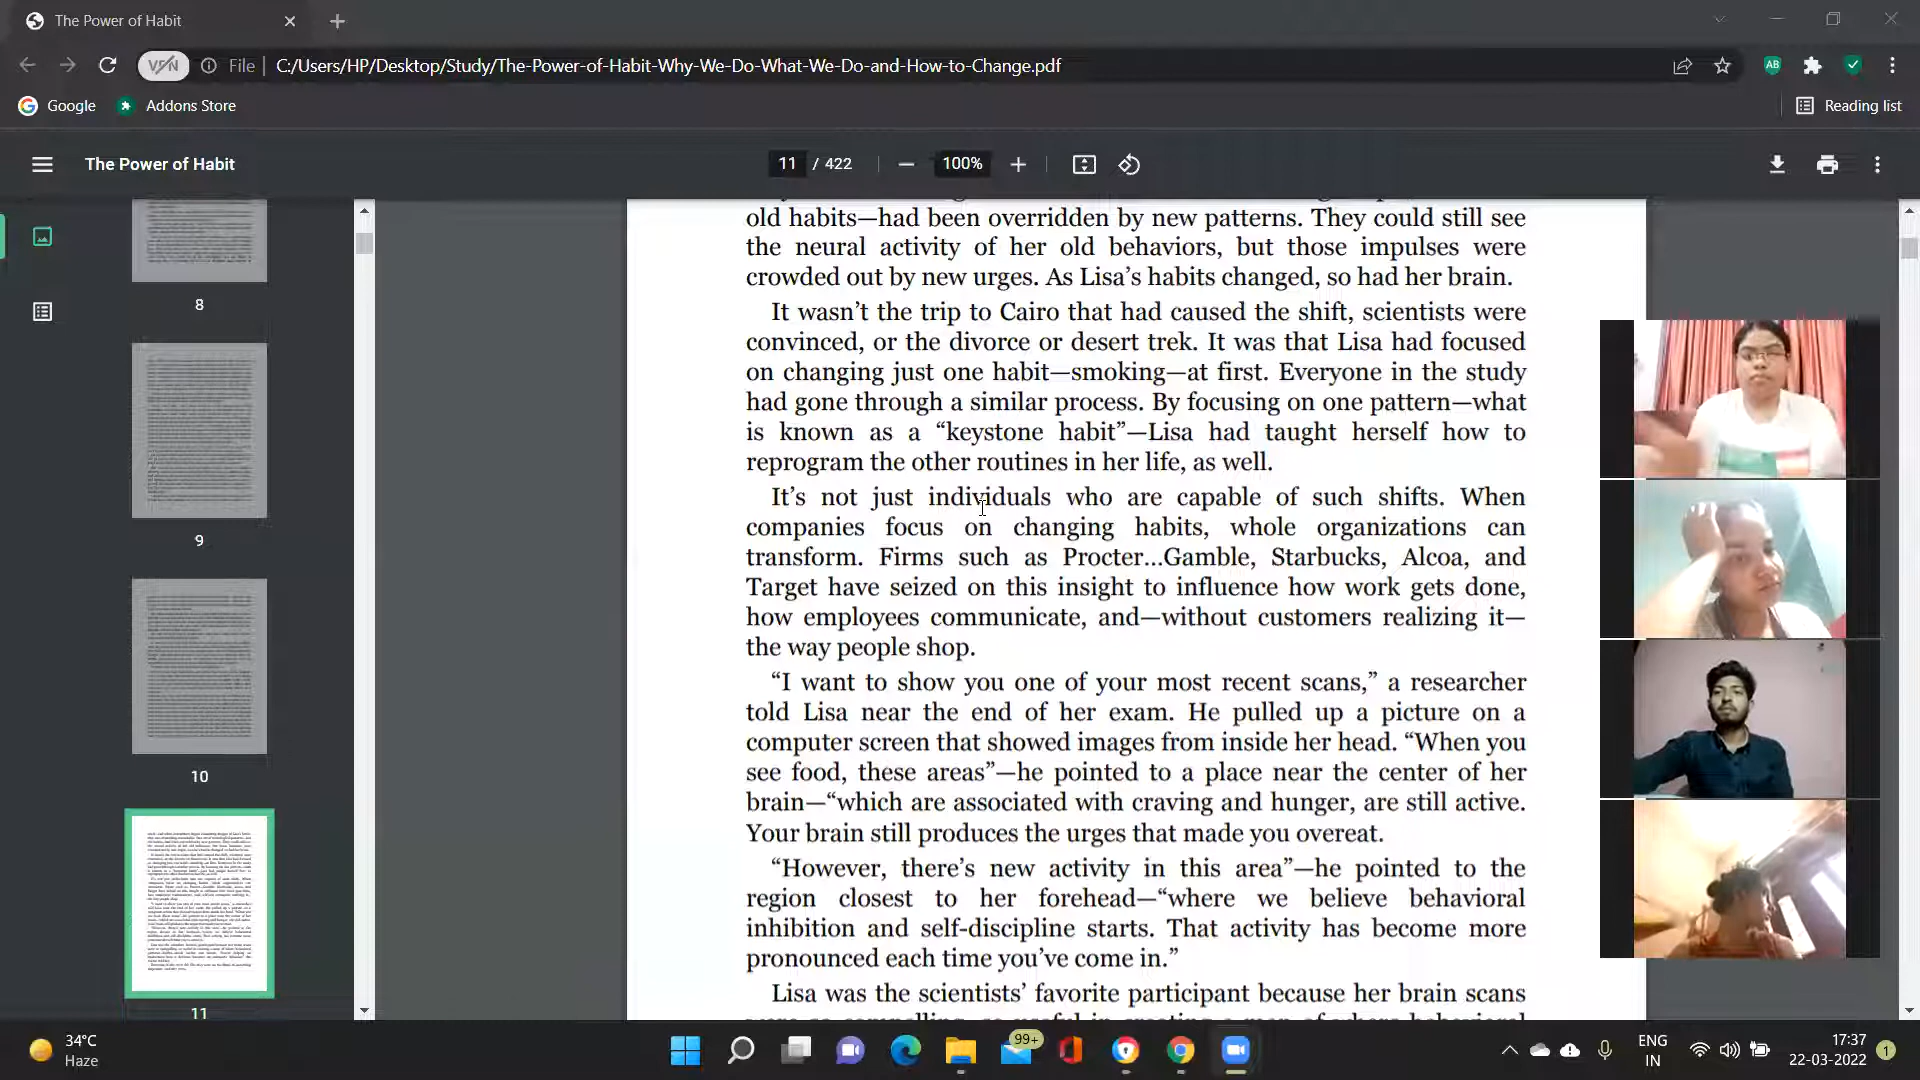 The Power of Habit
VPN
File
C:/Users/HP/Desktop/Study/The-Power-of-Habit-Why-We-Do-What-We-Do-and-How-to-Change.pdf
AB
Google
Addons Store
Reading list
The Power of Habit
11 / 422
100%
8
9
10
11
old habits—had been overridden by new patterns. They could still see
the neural activity of her old behaviors, but those impulses were
crowded out by new urges. As Lisa’s habits changed, so had her brain.
It wasn’t the trip to Cairo that had caused the shift, scientists were
convinced, or the divorce or desert trek. It was that Lisa had focused
on changing just one habit—smoking—at first. Everyone in the study
had gone through a similar process. By focusing on one pattern—what
is known as a “keystone habit”—Lisa had taught herself how to
reprogram the other routines in her life, as well.
It’s not just individuals who are capable of such shifts. When
companies focus on changing habits, whole organizations can
transform. Firms such as Procter...Gamble, Starbucks, Alcoa, and
Target have seized on this insight to influence how work gets done,
how employees communicate, and—without customers realizing it—
the way people shop.
“I want to show you one of your most recent scans,” a researcher
told Lisa near the end of her exam. He pulled up a picture on a
computer screen that showed images from inside her head. “When you
see food, these areas”—he pointed to a place near the center of her
brain—“which are associated with craving and hunger, are still active.
Your brain still produces the urges that made you overeat.
“However, there’s new activity in this area”—he pointed to the
region closest to her forehead—“where we believe behavioral
inhibition and self-discipline starts. That activity has become more
pronounced each time you’ve come in.”
Lisa was the scientists’ favorite participant because her brain scans
34°C
Haze
99+
ENG
IN
17:37
22-03-2022
1